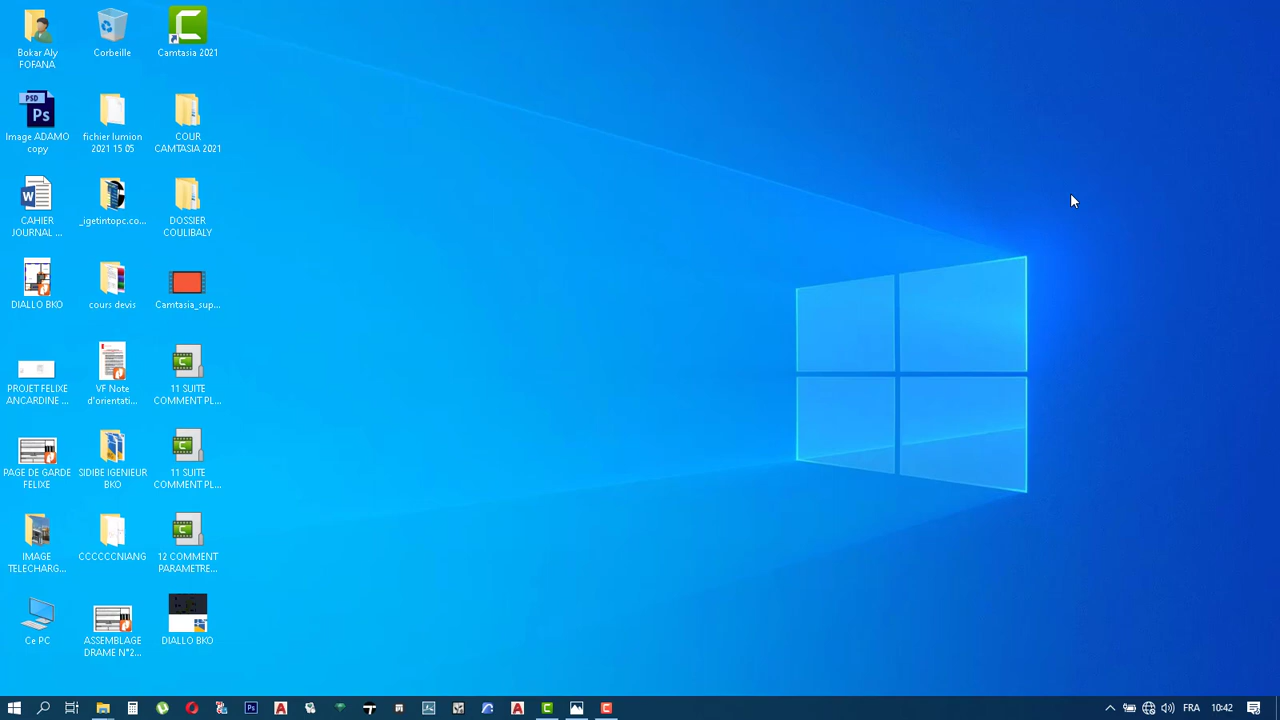 Bokar Aly
FOFANA
Corbeille
Camtasia 2021
PSD
Ps
Image ADAMO
copy
fichier lumion
2021 15 05
COUR
CAMTASIA 2021
W
CAHIER
JOURNAL ...
_igetintopc.co...
DOSSIER
COULIBALY
DIALLO BKO
cours devis
Camtasia_sup...
PROJET FELIXE
ANCARDINE ...
VF Note
d'orientati...
11 SUITE
COMMENT PL...
PAGE DE GARDE
FELIXE
SIDIBE IGENIEUR
BKO
11 SUITE
COMMENT PL...
IMAGE
TELECHARG...
CCCCCCNIANG
12 COMMENT
PARAMETRE...
Ce PC
ASSEMBLAGE
DRAME N°2...
DIALLO BKO
Ps
FRA
10:42